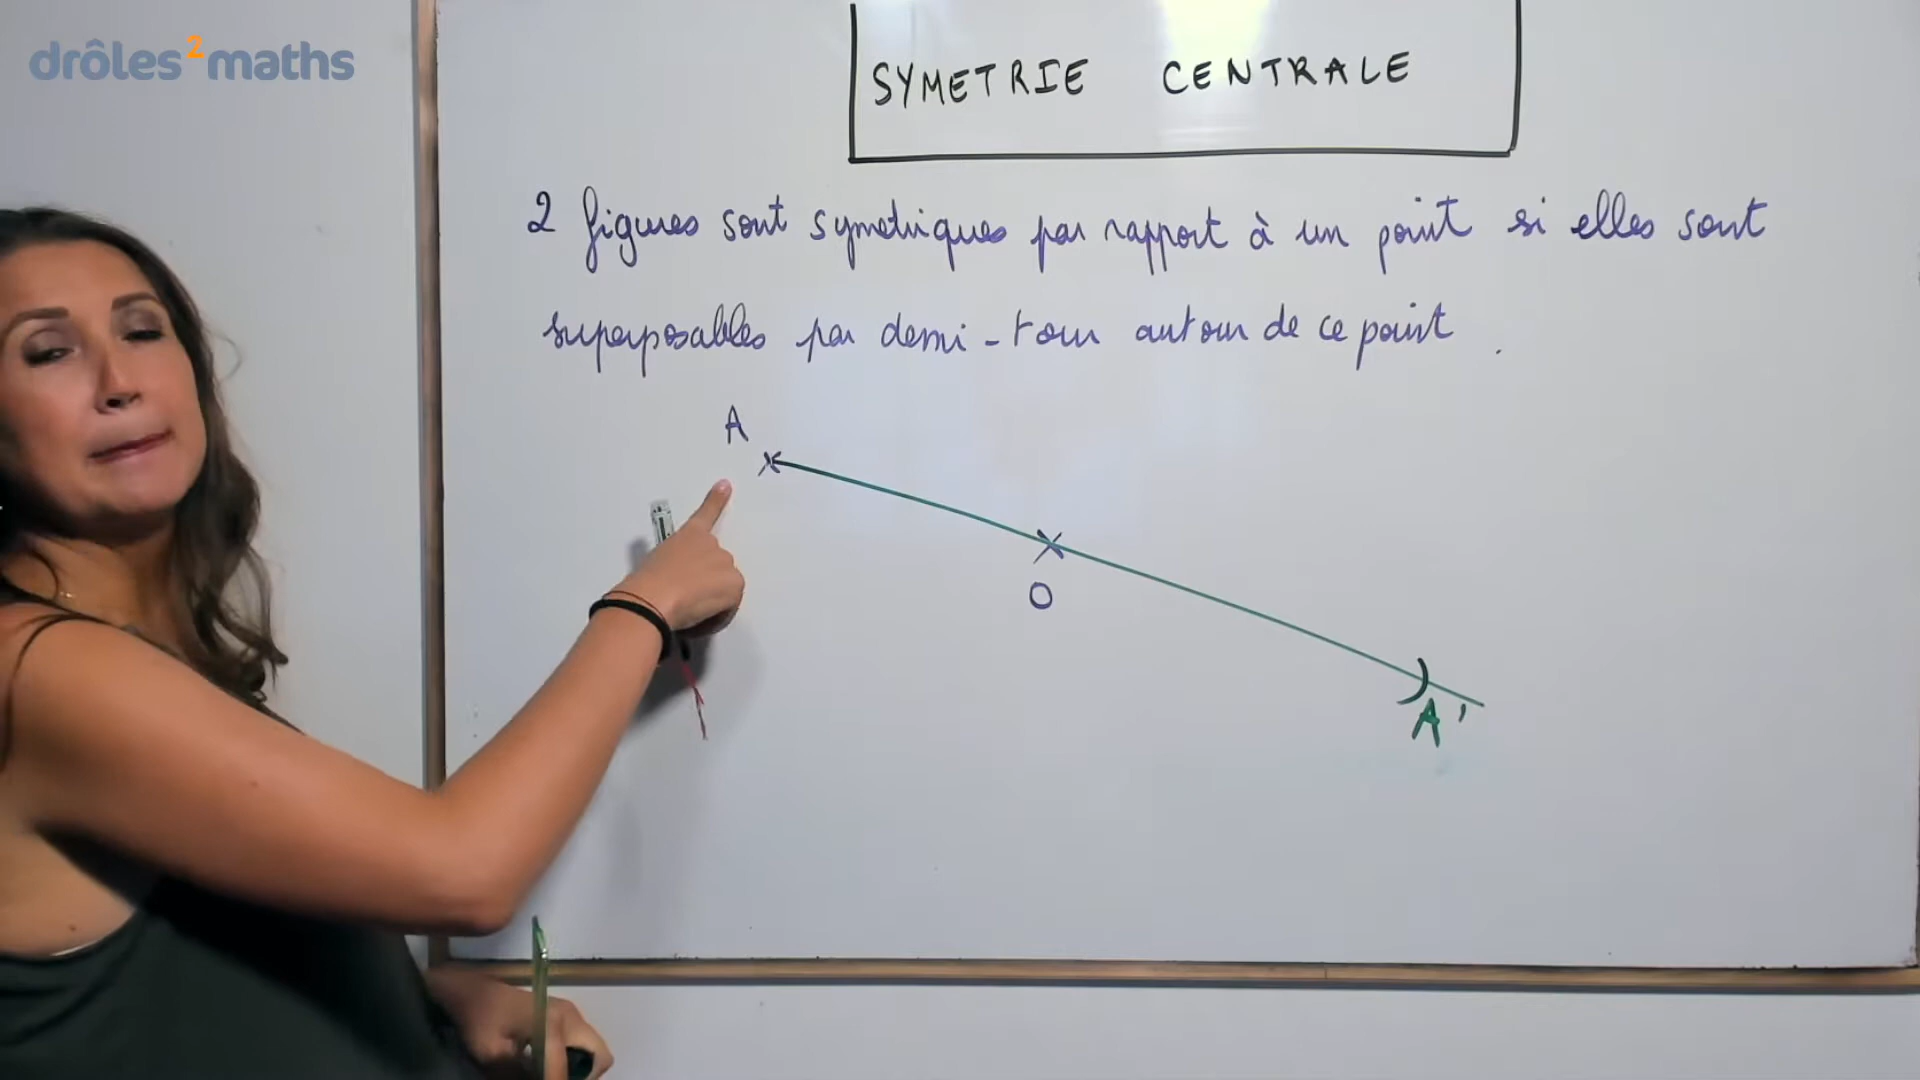 drôles²maths
SYMETRIE CENTRALE
2 figures sont symetriques par rapport à un point si elles sont
superposables par demi-tour autour de ce point.
A
O
A'